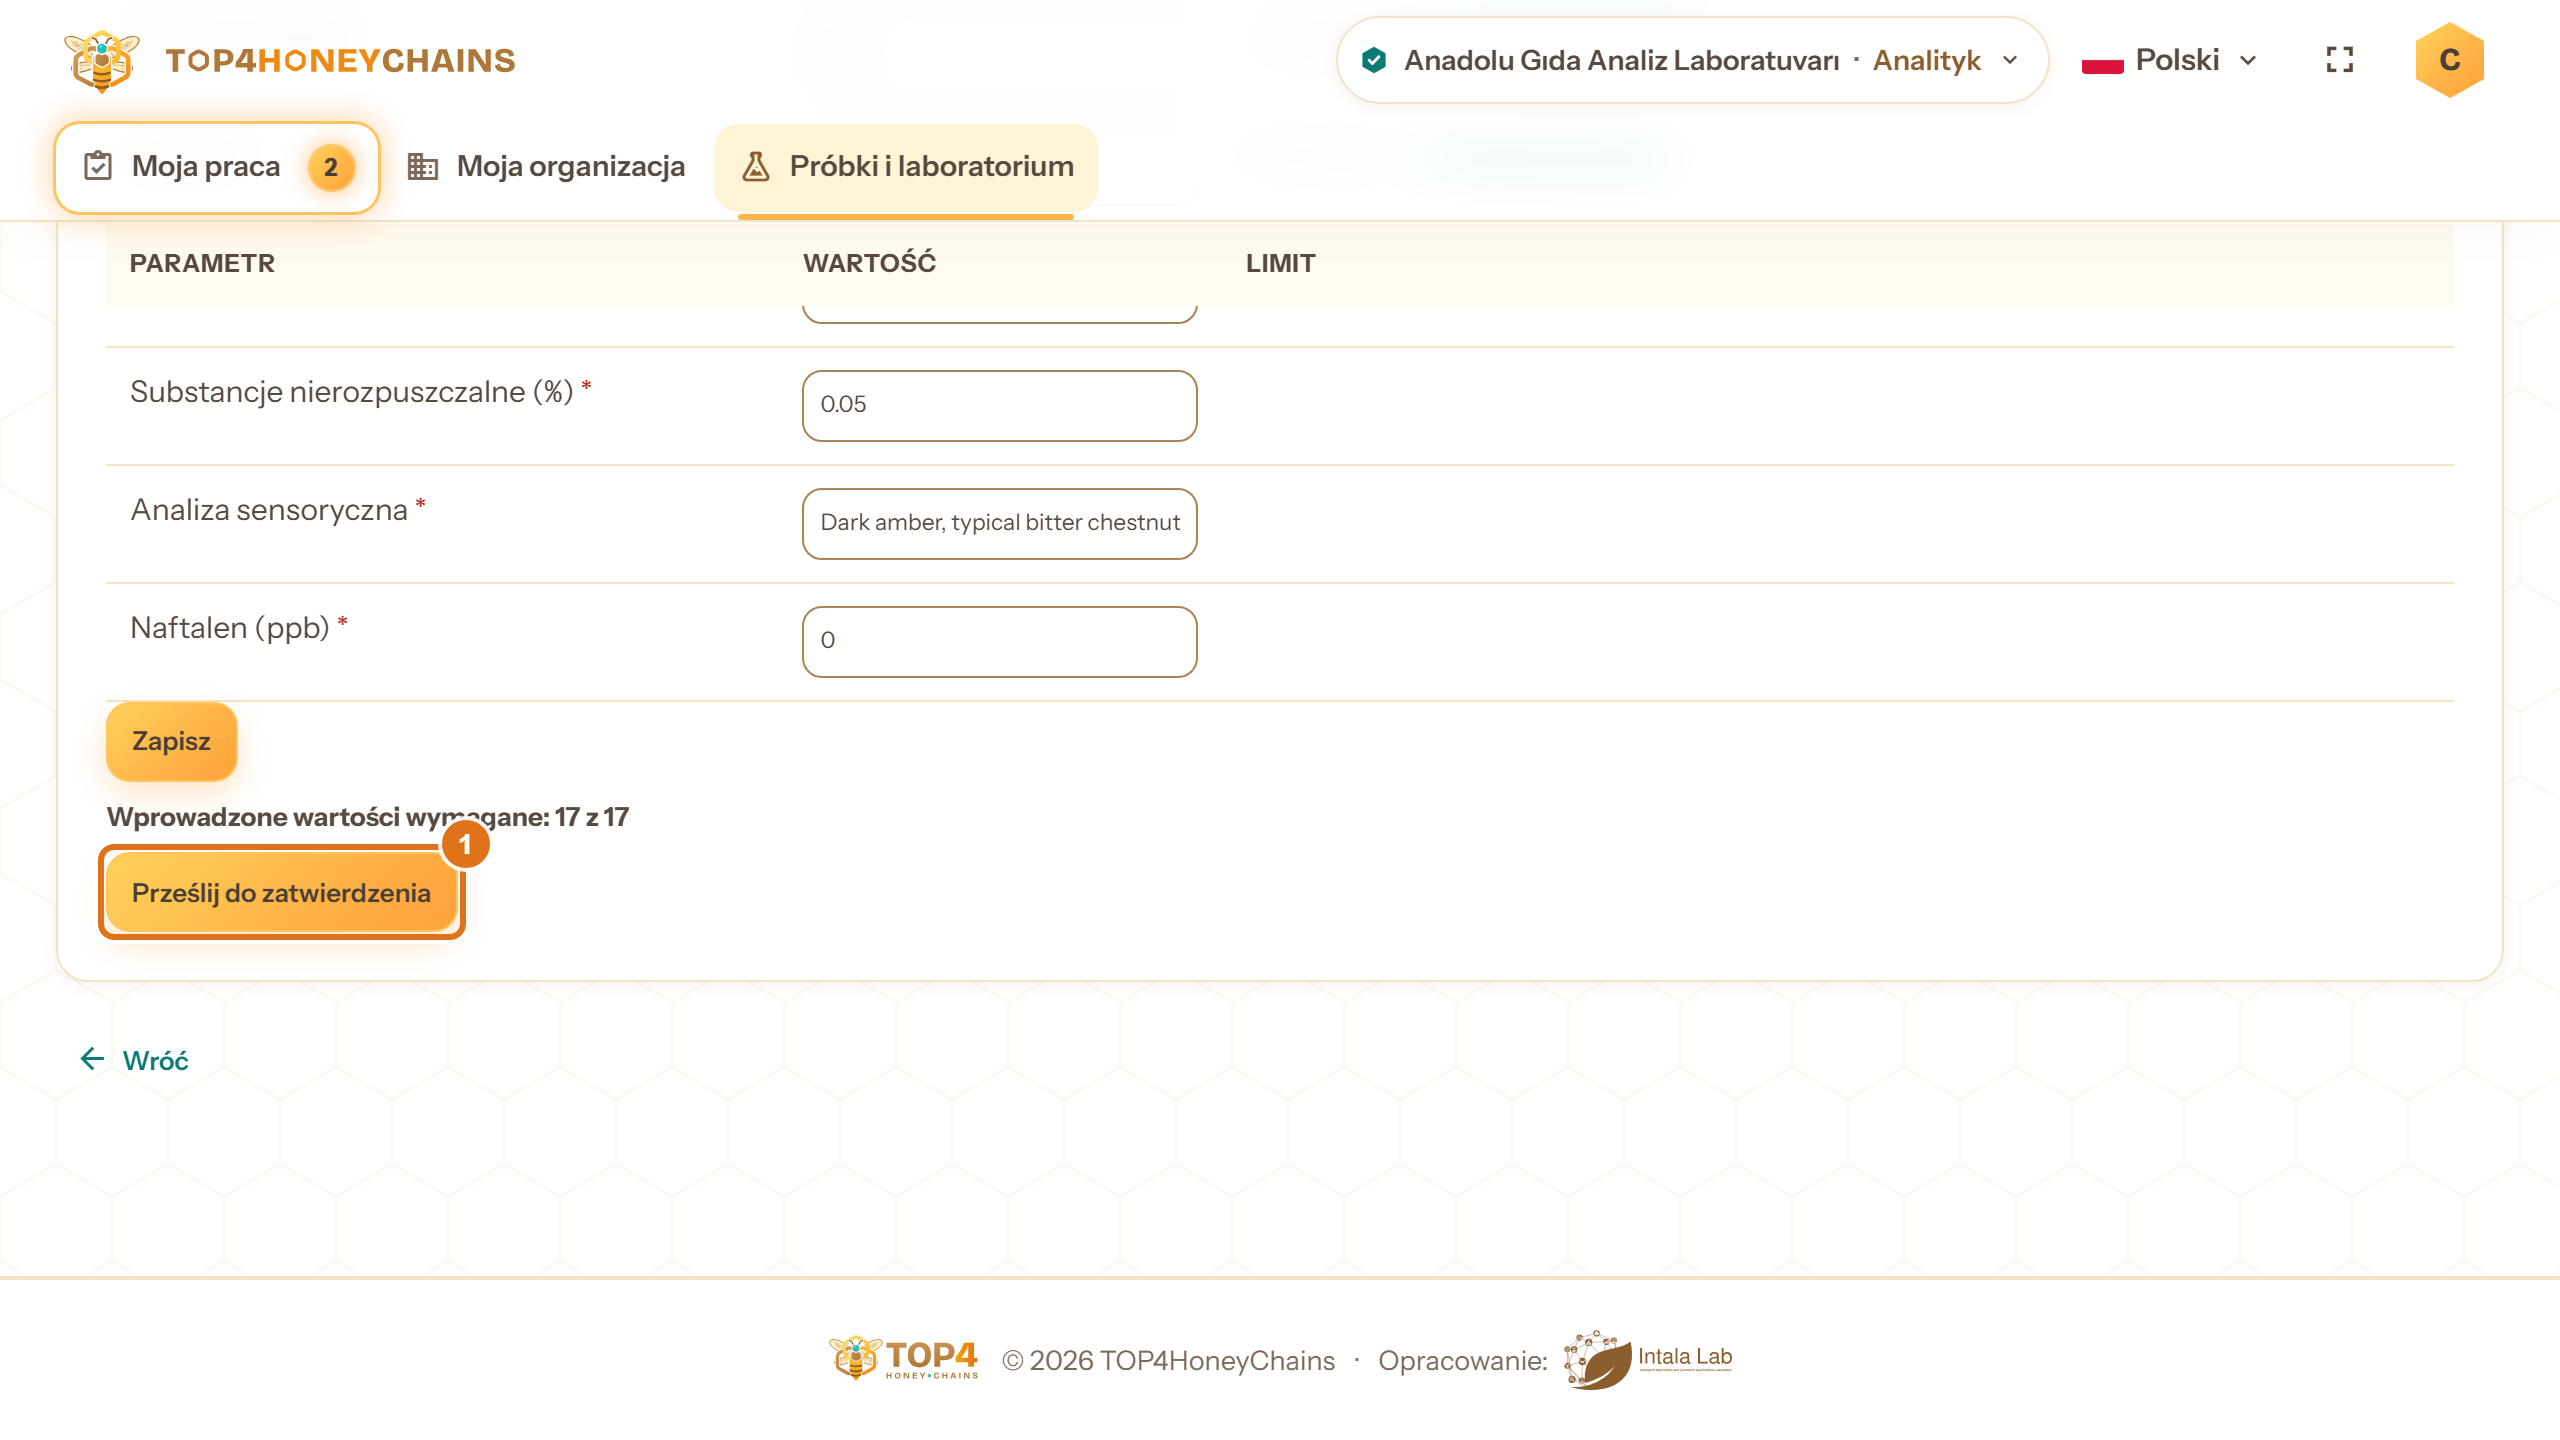 TOP4HONEYCHAINS
Anadolu Gıda Analiz Laboratuvarı · Analityk
Polski
C
Moja praca 2
Moja organizacja
Próbki i laboratorium
PARAMETR WARTOŚĆ LIMIT
Substancje nierozpuszczalne (%) * 0.05
Analiza sensoryczna * Dark amber, typical bitter chestnut
Naftalen (ppb) * 0
Zapisz
Wprowadzone wartości wymagane: 17 z 17
1
Prześlij do zatwierdzenia
Wróć
TOP4 HONEY CHAINS © 2026 TOP4HoneyChains · Opracowanie: Intala Lab